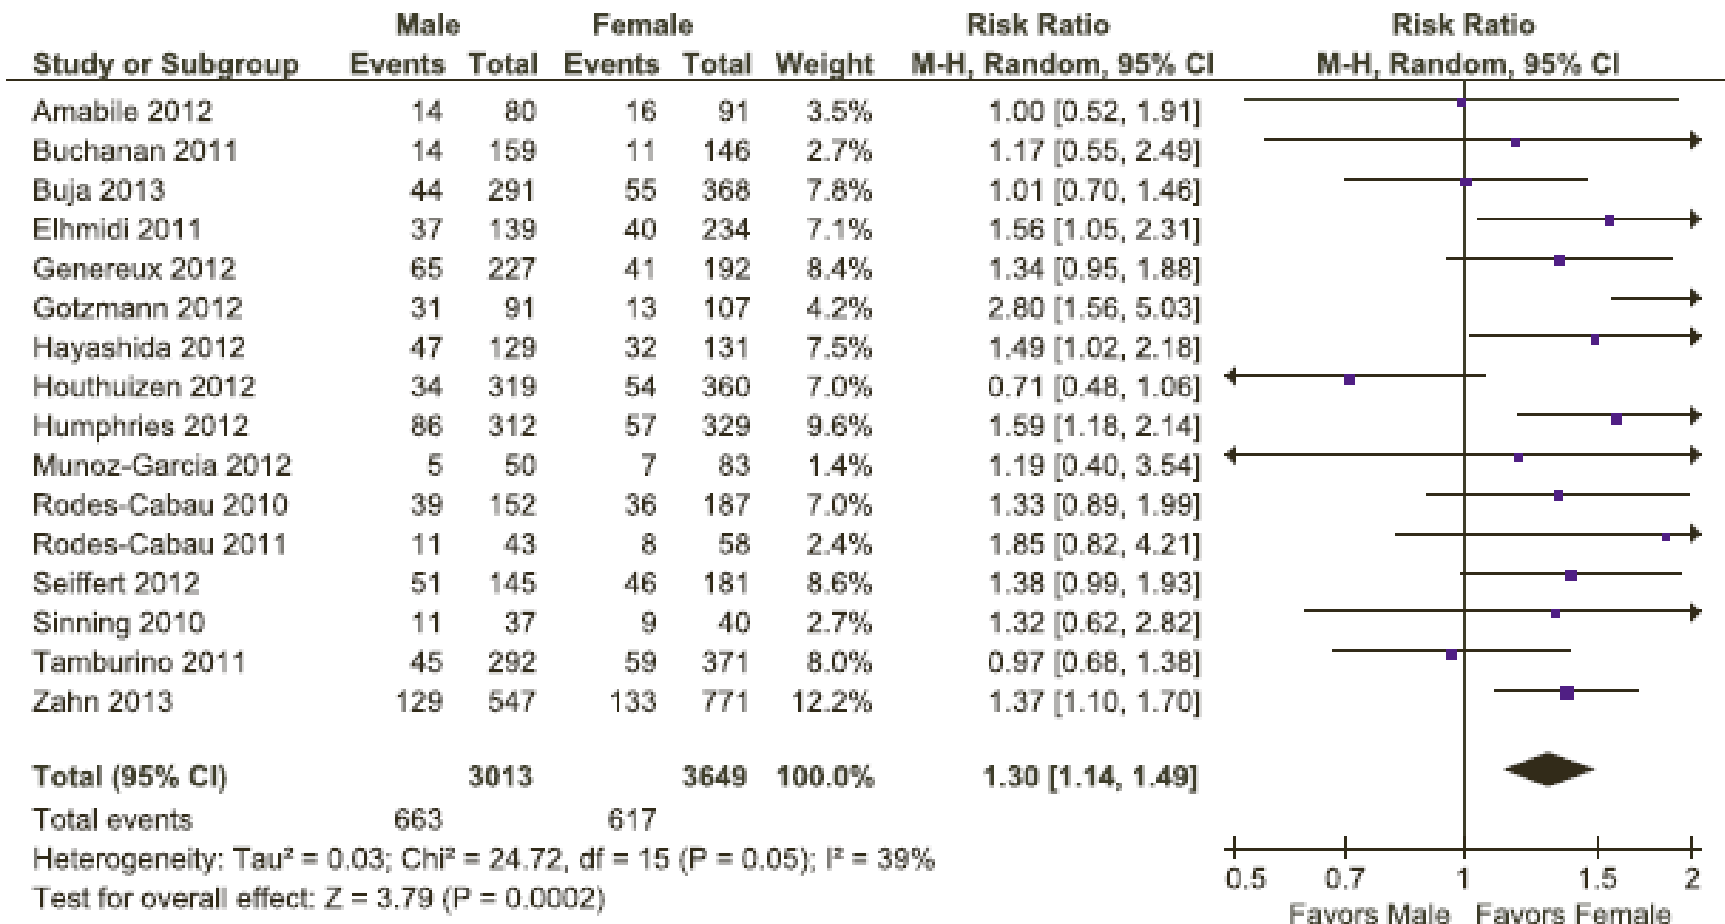 Male Female Risk Ratio Risk Ratio
Study or Subgroup Events Total Events Total Weight M-H, Random, 95% CI M-H, Random, 95% CI
Amabile 2012 14 80 16 91 3.5% 1.00 [0.52, 1.91]
Buchanan 2011 14 159 11 146 2.7% 1.17 [0.55, 2.49]
Buja 2013 44 291 55 368 7.8% 1.01 [0.70, 1.46]
Elhmidi 2011 37 139 40 234 7.1% 1.56 [1.05, 2.31]
Genereux 2012 65 227 41 192 8.4% 1.34 [0.95, 1.88]
Gotzmann 2012 31 91 13 107 4.2% 2.80 [1.56, 5.03]
Hayashida 2012 47 129 32 131 7.5% 1.49 [1.02, 2.18]
Houthuizen 2012 34 319 54 360 7.0% 0.71 [0.48, 1.06]
Humphries 2012 86 312 57 329 9.6% 1.59 [1.18, 2.14]
Munoz-Garcia 2012 5 50 7 83 1.4% 1.19 [0.40, 3.54]
Rodes-Cabau 2010 39 152 36 187 7.0% 1.33 [0.89, 1.99]
Rodes-Cabau 2011 11 43 8 58 2.4% 1.85 [0.82, 4.21]
Seiffert 2012 51 145 46 181 8.6% 1.38 [0.99, 1.93]
Sinning 2010 11 37 9 40 2.7% 1.32 [0.62, 2.82]
Tamburino 2011 45 292 59 371 8.0% 0.97 [0.68, 1.38]
Zahn 2013 129 547 133 771 12.2% 1.37 [1.10, 1.70]
Total (95% CI) 3013 3649 100.0% 1.30 [1.14, 1.49]
Total events 663 617
Heterogeneity: Tau² = 0.03; Chi² = 24.72, df = 15 (P = 0.05); I² = 39%
Test for overall effect: Z = 3.79 (P = 0.0002)
0.5 0.7 1 1.5 2
Favors Male Favors Female